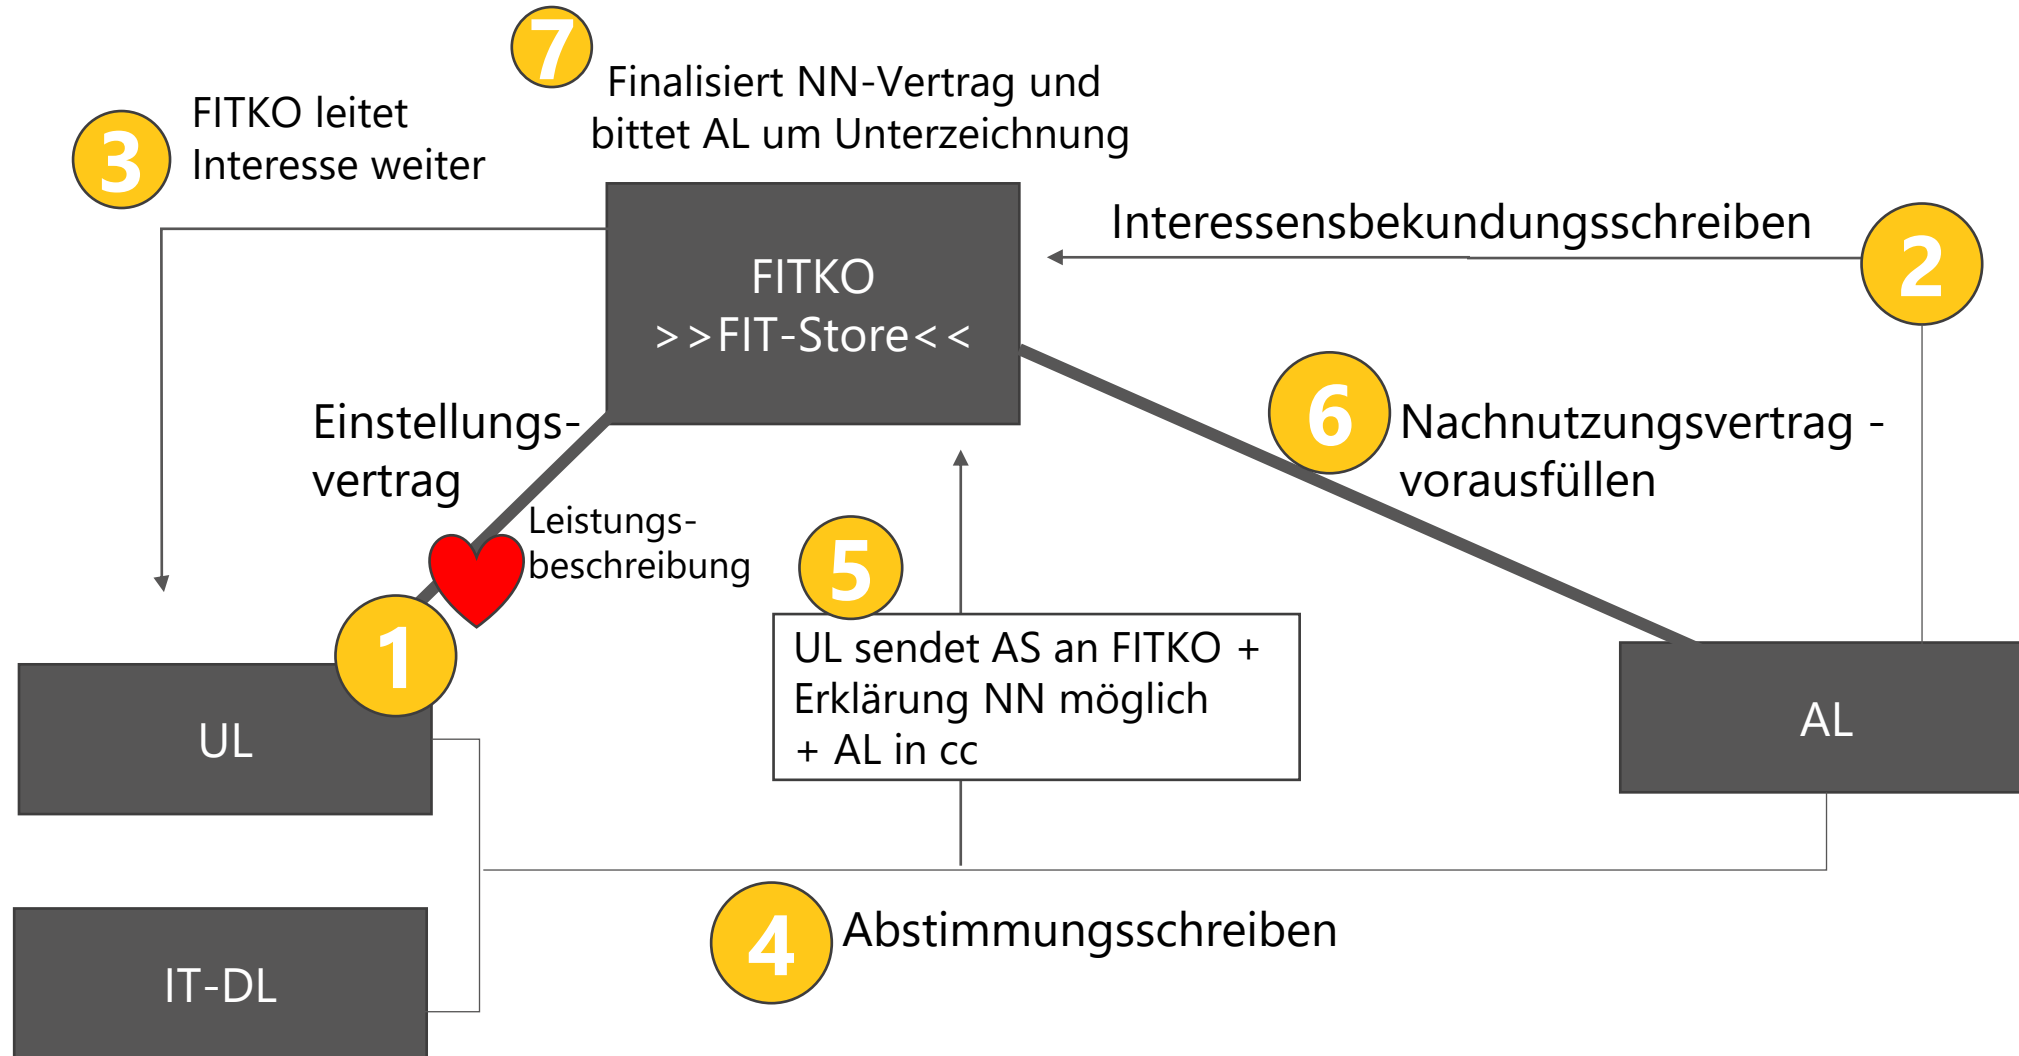 7
Finalisiert NN-Vertrag und
bittet AL um Unterzeichnung
3
FITKO leitet
Interesse weiter
Interessensbekundungsschreiben
2
FITKO
>>FIT-Store<<
Einstellungs-
vertrag
6
Nachnutzungsvertrag -
vorausfüllen
Leistungs-
beschreibung
5
1
UL sendet AS an FITKO +
Erklärung NN möglich
+ AL in cc
UL
AL
4
Abstimmungsschreiben
IT-DL